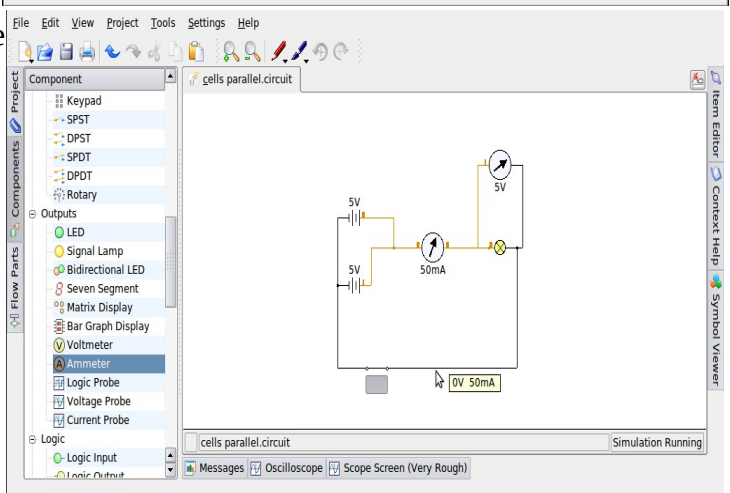 File Edit View Project Tools Settings Help
e
Project
Components
Flow Parts
Component
Keypad
SPST
DPST
SPDT
DPDT
Rotary
Outputs
LED
Signal Lamp
Bidirectional LED
Seven Segment
Matrix Display
Bar Graph Display
Voltmeter
Ammeter
Logic Probe
Voltage Probe
Current Probe
Logic
Logic Input
Logic Output
cells parallel.circuit
5V
5V
50mA
5V
0V 50mA
cells parallel.circuit Simulation Running
Messages Oscilloscope Scope Screen (Very Rough)
Item Editor
Context Help
Symbol Viewer